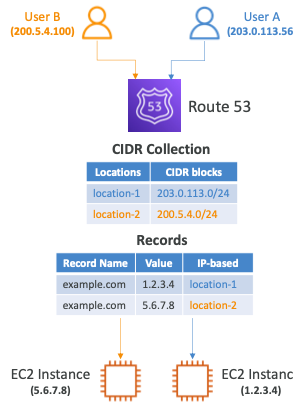 User B
(200.5.4.100)
User A
(203.0.113.56
53
Route 53
CIDR Collection
Locations CIDR blocks
location-1 203.0.113.0/24
location-2 200.5.4.0/24
Records
Record Name Value IP-based
example.com 1.2.3.4 location-1
example.com 5.6.7.8 location-2
EC2 Instance
(5.6.7.8)
EC2 Instanc
(1.2.3.4)